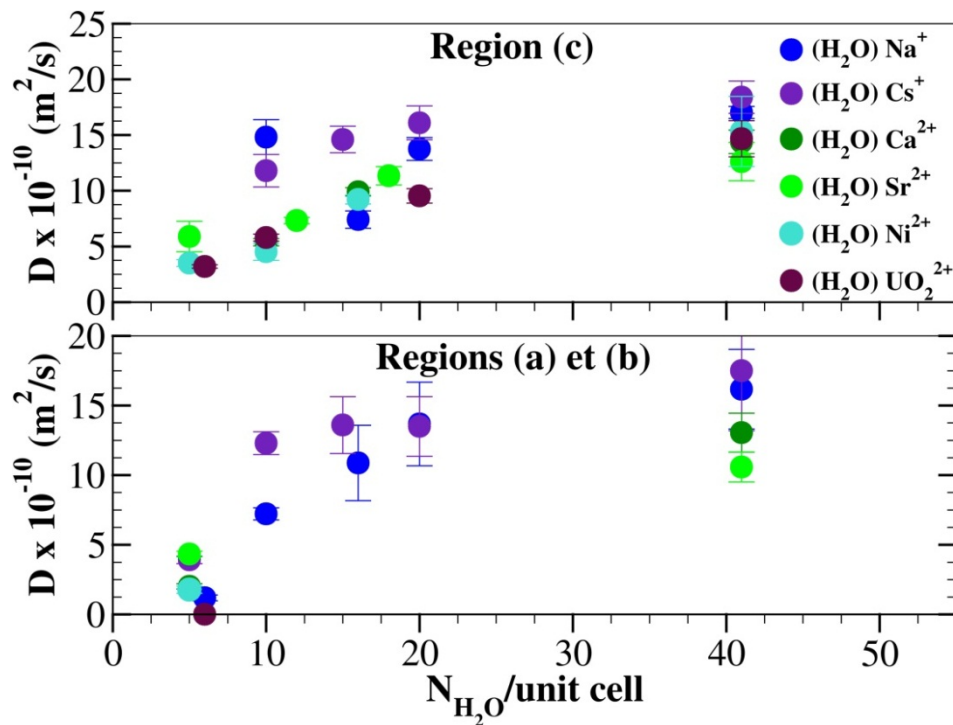 25
20
15
10
5
0
D x 10⁻¹⁰ (m²/s)
Region (c)
(H₂O) Na⁺
(H₂O) Cs⁺
(H₂O) Ca²⁺
(H₂O) Sr²⁺
(H₂O) Ni²⁺
(H₂O) UO₂²⁺
20
15
10
5
0
D x 10⁻¹⁰ (m²/s)
Regions (a) et (b)
0 10 20 30 40 50
N_H₂O/unit cell